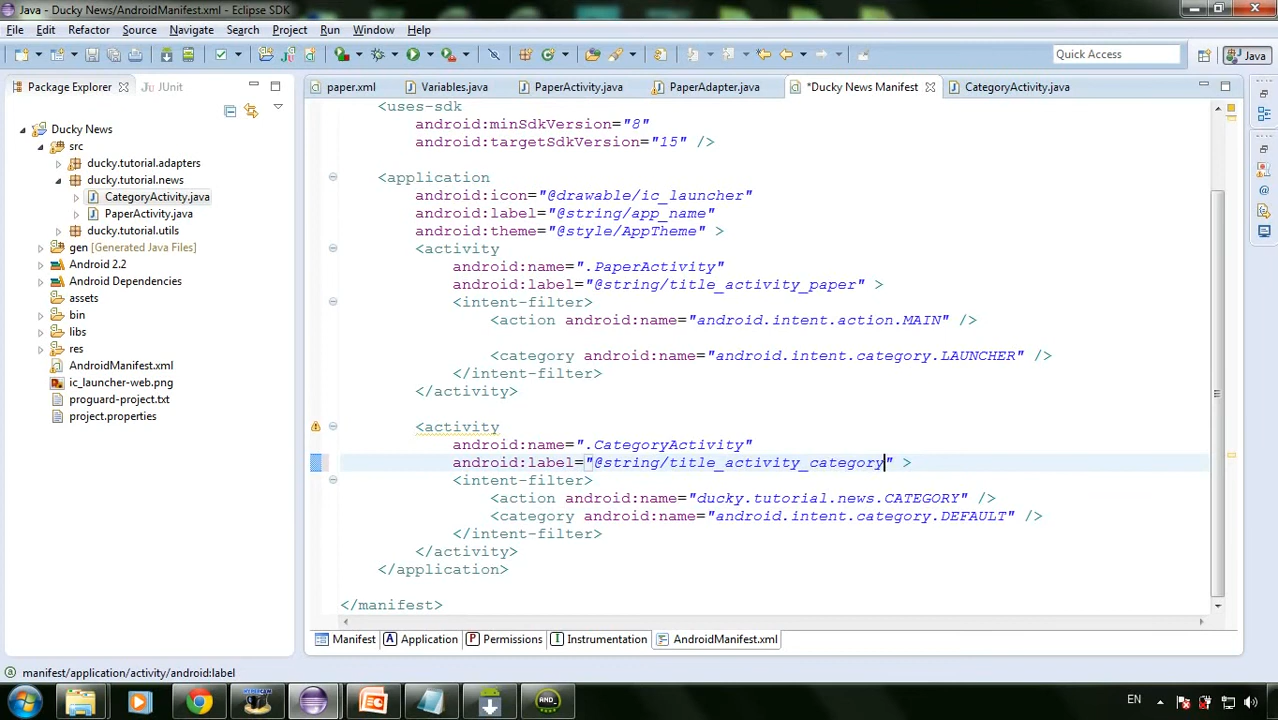 Java - Ducky News/AndroidManifest.xml - Eclipse SDK
File Edit Refactor Source Navigate Search Project Run Window Help
Quick Access
Java
Package Explorer
JUnit
Ducky News
src
ducky.tutorial.adapters
ducky.tutorial.news
CategoryActivity.java
PaperActivity.java
ducky.tutorial.utils
gen [Generated Java Files]
Android 2.2
Android Dependencies
assets
bin
libs
res
AndroidManifest.xml
ic_launcher-web.png
proguard-project.txt
project.properties
paper.xml Variables.java PaperActivity.java PaperAdapter.java *Ducky News Manifest CategoryActivity.java
<uses-sdk
android:minSdkVersion="8"
android:targetSdkVersion="15" />
<application
android:icon="@drawable/ic_launcher"
android:label="@string/app_name"
android:theme="@style/AppTheme" >
<activity
android:name=".PaperActivity"
android:label="@string/title_activity_paper" >
<intent-filter>
<action android:name="android.intent.action.MAIN" />
<category android:name="android.intent.category.LAUNCHER" />
</intent-filter>
</activity>
<activity
android:name=".CategoryActivity"
android:label="@string/title_activity_category" >
<intent-filter>
<action android:name="ducky.tutorial.news.CATEGORY" />
<category android:name="android.intent.category.DEFAULT" />
</intent-filter>
</activity>
</application>
</manifest>
Manifest A Application P Permissions I Instrumentation AndroidManifest.xml
manifest/application/activity/android:label
AND_
EN